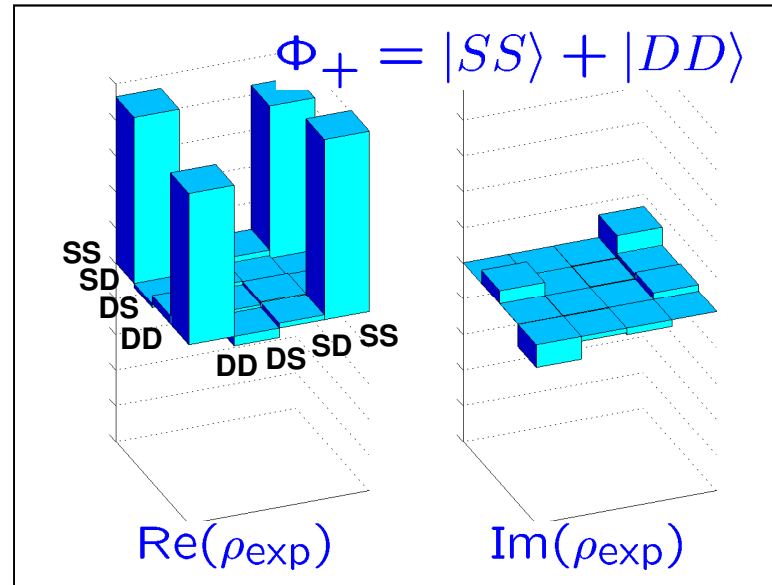 Φ₊ = |SS⟩ + |DD⟩
SS
SD
DS
DD
DD DS SD SS
Re(ρexp) Im(ρexp)